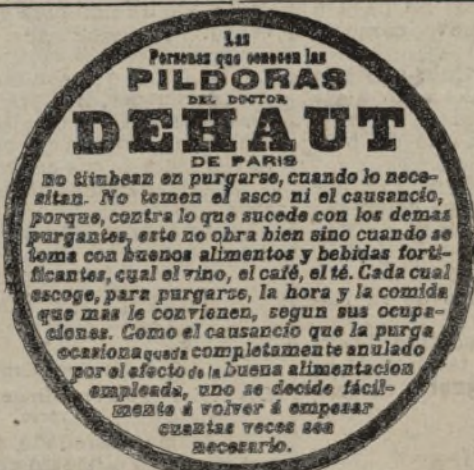 Las
Personas que conocen las
PILDORAS
DEL DOCTOR
DEHAUT
DE PARIS
no titubean en purgarse, cuando lo nece-
sitan. No temen el asco ni el causancio,
porque, contra lo que sucede con los demas
purgantes, este no obra bien sino cuando se
toma con buenos alimentos y bebidas forti-
ficantes, cual el vino, el café, el té. Cada cual
escoge, para purgarse, la hora y la comida
que mas le convienen, segun sus ocupa-
ciones. Como el causancio que la purga
ocasiona queda completamente anulado
por el efecto de la buena alimentacion
empleada, uno se decide fácil-
mente á volver á empezar
cuantas veces sea
necesario.